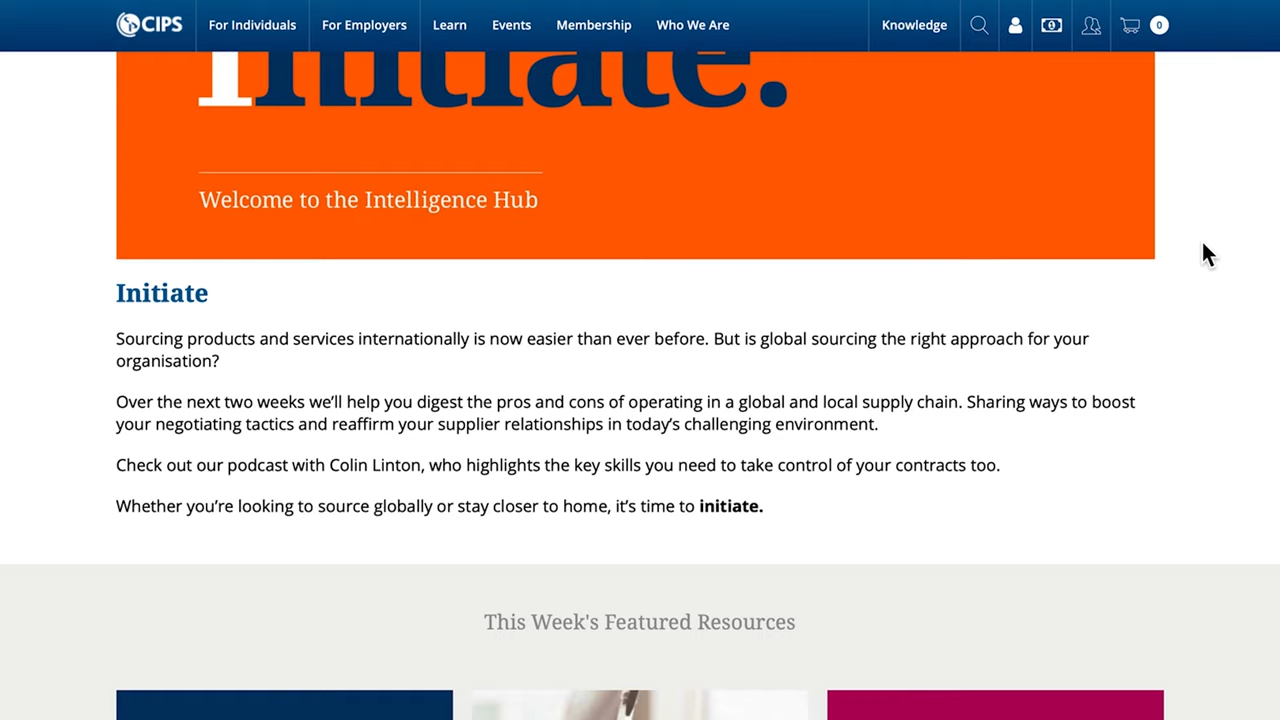 CIPS For Individuals For Employers Learn Events Membership Who We Are Knowledge 0
Initiate.
Welcome to the Intelligence Hub
Initiate
Sourcing products and services internationally is now easier than ever before. But is global sourcing the right approach for your
organisation?
Over the next two weeks we’ll help you digest the pros and cons of operating in a global and local supply chain. Sharing ways to boost
your negotiating tactics and reaffirm your supplier relationships in today’s challenging environment.
Check out our podcast with Colin Linton, who highlights the key skills you need to take control of your contracts too.
Whether you’re looking to source globally or stay closer to home, it’s time to initiate.
This Week's Featured Resources